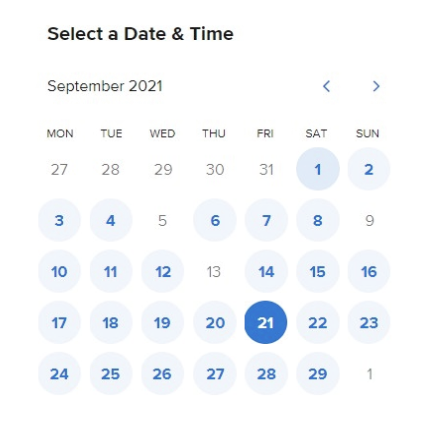 Select a Date & Time
September 2021
MON TUE WED THU FRI SAT SUN
27 28 29 30 31 1 2
3 4 5 6 7 8 9
10 11 12 13 14 15 16
17 18 19 20 21 22 23
24 25 26 27 28 29 1